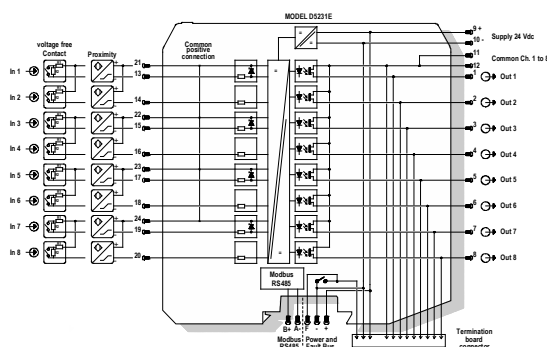 MODEL D5231E
voltage free
Contact
Proximity
Common
positive
connection
9 +
10 -
Supply 24 Vdc
11
12
Common Ch. 1 to 8
In 1
21
13
1
Out 1
In 2
14
2
Out 2
In 3
22
15
3
Out 3
In 4
16
4
Out 4
In 5
23
17
5
Out 5
In 6
18
6
Out 6
In 7
24
19
7
Out 7
In 8
20
8
Out 8
Modbus
RS485
B+ A- F - +
Modbus
RS485
Power and
Fault Bus
Termination
board
connector